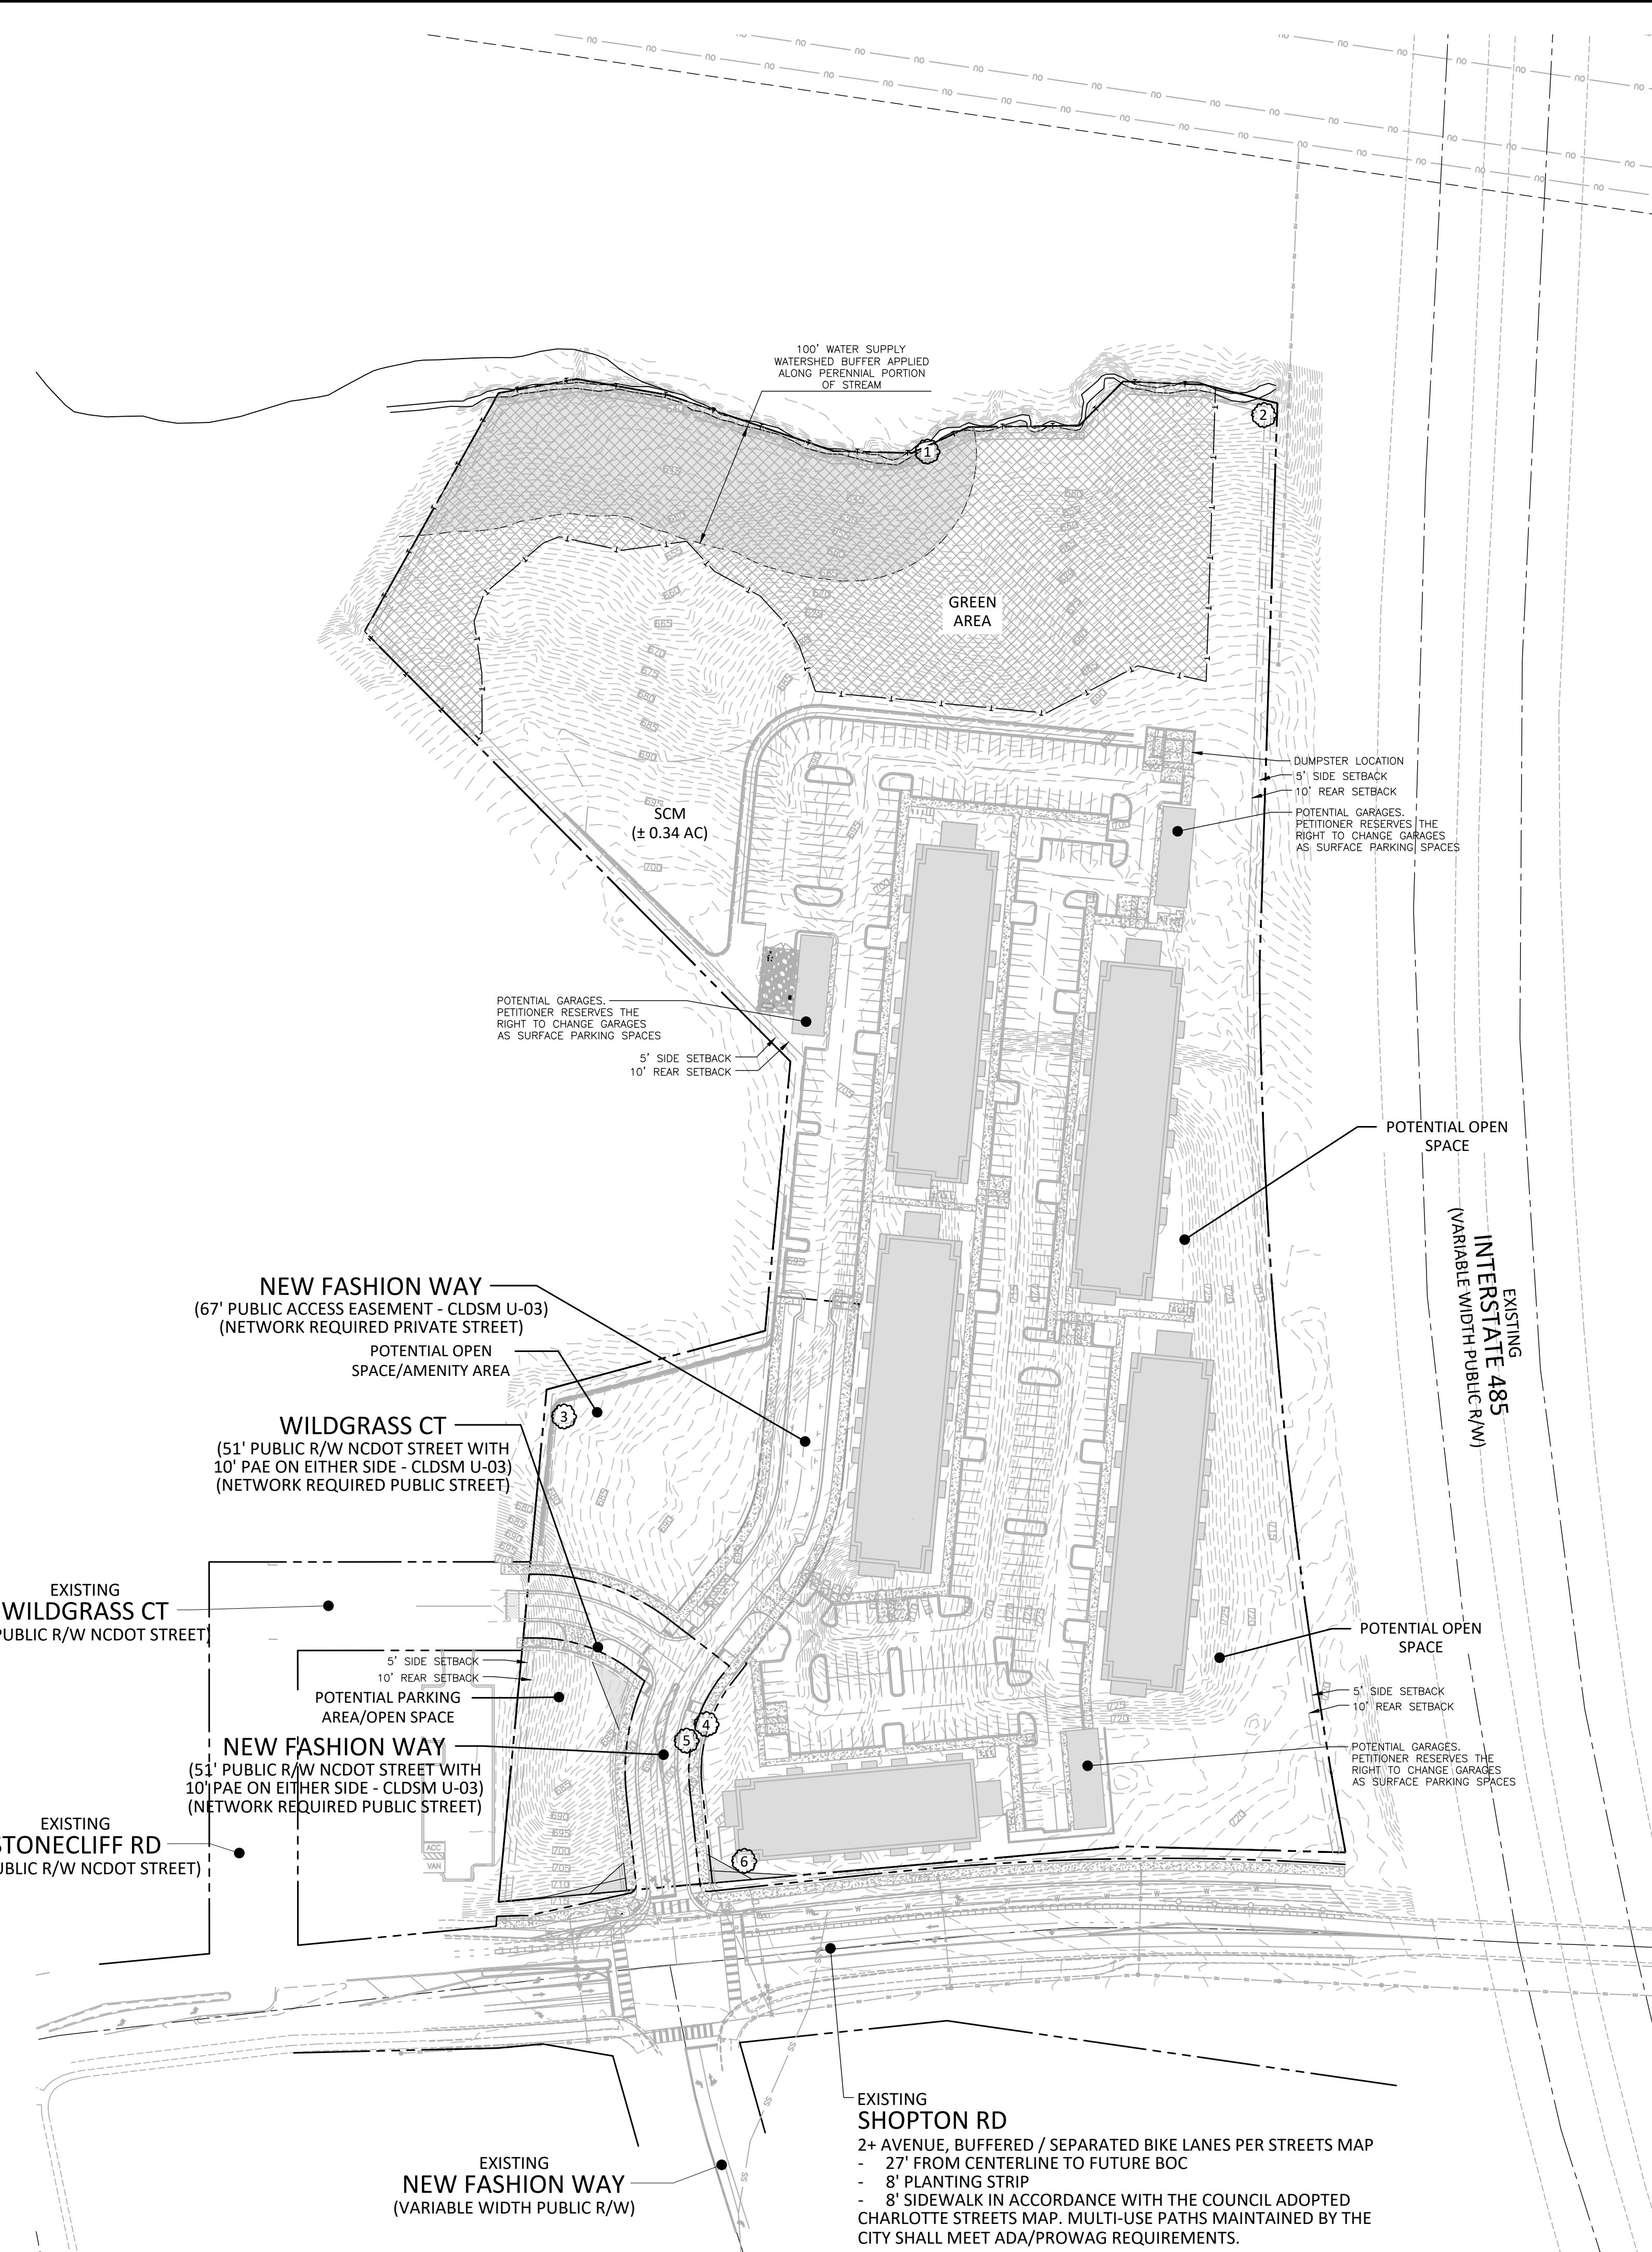 100' WATER SUPPLY
WATERSHED BUFFER APPLIED
ALONG PERENNIAL PORTION
OF STREAM
1
2
GREEN
AREA
SCM
(± 0.34 AC)
DUMPSTER LOCATION
5' SIDE SETBACK
10' REAR SETBACK
POTENTIAL GARAGES.
PETITIONER RESERVES THE
RIGHT TO CHANGE GARAGES
AS SURFACE PARKING SPACES
POTENTIAL GARAGES.
PETITIONER RESERVES THE
RIGHT TO CHANGE GARAGES
AS SURFACE PARKING SPACES
5' SIDE SETBACK
10' REAR SETBACK
POTENTIAL OPEN
SPACE
EXISTING
INTERSTATE 485
(VARIABLE WIDTH PUBLIC R/W)
NEW FASHION WAY
(67' PUBLIC ACCESS EASEMENT - CLDSM U-03)
(NETWORK REQUIRED PRIVATE STREET)
POTENTIAL OPEN
SPACE/AMENITY AREA
3
WILDGRASS CT
(51' PUBLIC R/W NCDOT STREET WITH
10' PAE ON EITHER SIDE - CLDSM U-03)
(NETWORK REQUIRED PUBLIC STREET)
EXISTING
WILDGRASS CT
PUBLIC R/W NCDOT STREET)
5' SIDE SETBACK
10' REAR SETBACK
POTENTIAL PARKING
AREA/OPEN SPACE
4
5
NEW FASHION WAY
(51' PUBLIC R/W NCDOT STREET WITH
10' PAE ON EITHER SIDE - CLDSM U-03)
(NETWORK REQUIRED PUBLIC STREET)
POTENTIAL OPEN
SPACE
5' SIDE SETBACK
10' REAR SETBACK
POTENTIAL GARAGES.
PETITIONER RESERVES THE
RIGHT TO CHANGE GARAGES
AS SURFACE PARKING SPACES
EXISTING
STONECLIFF RD
UBLIC R/W NCDOT STREET)
ACC
VAN
6
EXISTING
SHOPTON RD
2+ AVENUE, BUFFERED / SEPARATED BIKE LANES PER STREETS MAP
- 27' FROM CENTERLINE TO FUTURE BOC
- 8' PLANTING STRIP
- 8' SIDEWALK IN ACCORDANCE WITH THE COUNCIL ADOPTED
CHARLOTTE STREETS MAP. MULTI-USE PATHS MAINTAINED BY THE
CITY SHALL MEET ADA/PROWAG REQUIREMENTS.
EXISTING
NEW FASHION WAY
(VARIABLE WIDTH PUBLIC R/W)